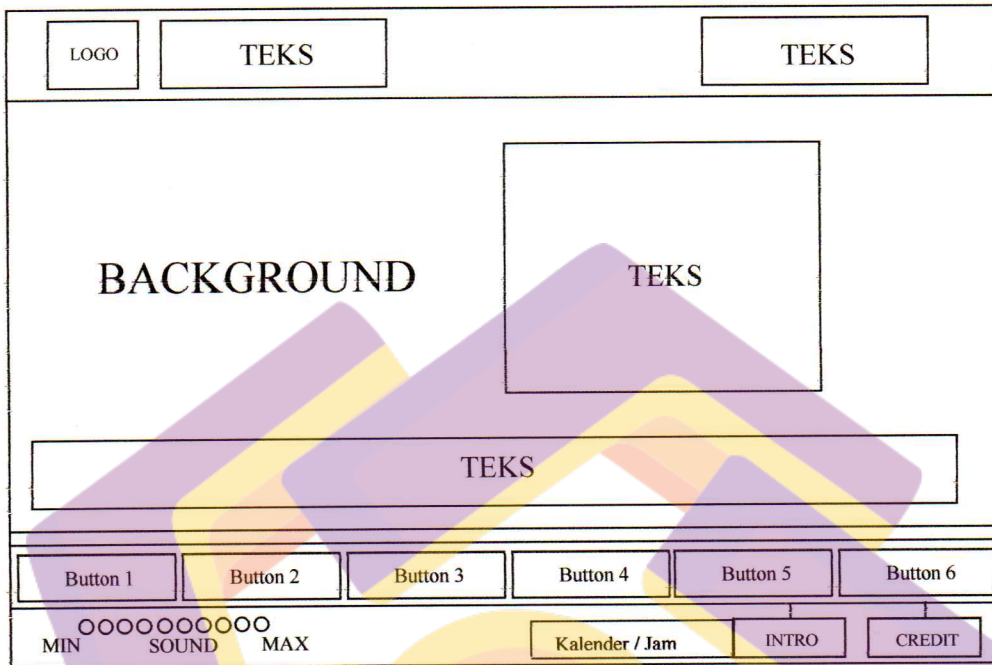 LOGO
TEKS
TEKS
BACKGROUND
TEKS
TEKS
Button 1
Button 2
Button 3
Button 4
Button 5
Button 6
MIN
SOUND
MAX
Kalender / Jam
INTRO
CREDIT